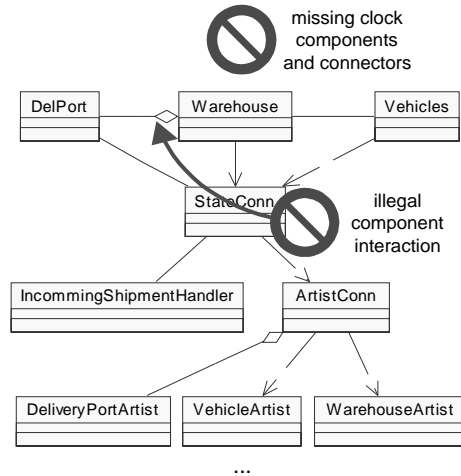 missing clock
components
and connectors
DelPort
Warehouse
Vehicles
StateConn
illegal
component
interaction
IncommingShipmentHandler
ArtistConn
DeliveryPortArtist
VehicleArtist
WarehouseArtist
...